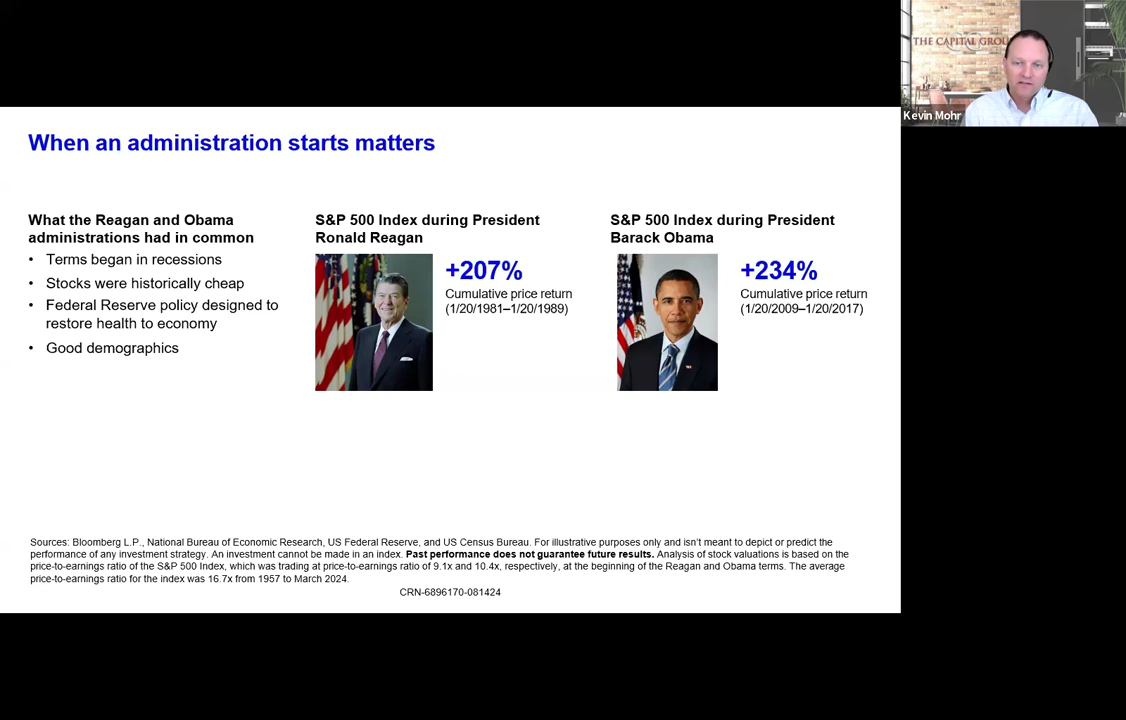 THE CAPITAL GROU
Kevin Mohr
When an administration starts matters
What the Reagan and Obama
administrations had in common
• Terms began in recessions
• Stocks were historically cheap
• Federal Reserve policy designed to
restore health to economy
• Good demographics
S&P 500 Index during President
Ronald Reagan
+207%
Cumulative price return
(1/20/1981–1/20/1989)
S&P 500 Index during President
Barack Obama
+234%
Cumulative price return
(1/20/2009–1/20/2017)
Sources: Bloomberg L.P., National Bureau of Economic Research, US Federal Reserve, and US Census Bureau. For illustrative purposes only and isn't meant to depict or predict the
performance of any investment strategy. An investment cannot be made in an index. Past performance does not guarantee future results. Analysis of stock valuations is based on the
price-to-earnings ratio of the S&P 500 Index, which was trading at price-to-earnings ratio of 9.1x and 10.4x, respectively, at the beginning of the Reagan and Obama terms. The average
price-to-earnings ratio for the index was 16.7x from 1957 to March 2024.
CRN-6896170-081424